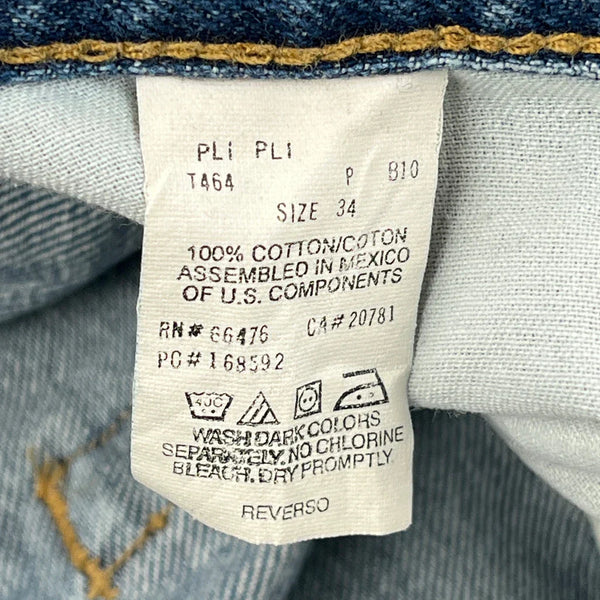 PLI PLI
T464 P B10
SIZE 34
100% COTTON/COTON
ASSEMBLED IN MEXICO
OF U.S. COMPONENTS
RN# 66476 CA# 20781
PO# 168592
40C
WASH DARK COLORS
SEPARATELY. NO CHLORINE
BLEACH. DRY PROMPTLY
REVERSO